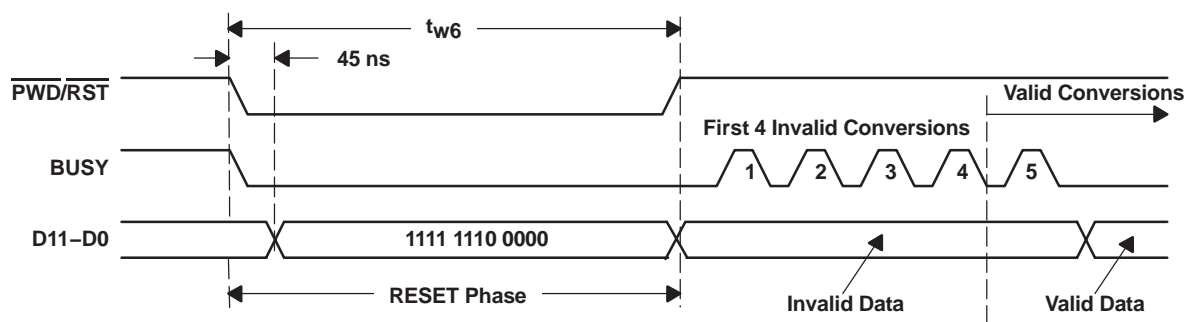 tw6
45 ns
PWD/RST
Valid Conversions
First 4 Invalid Conversions
BUSY
1 2 3 4 5
D11–D0
1111 1110 0000
RESET Phase
Invalid Data
Valid Data